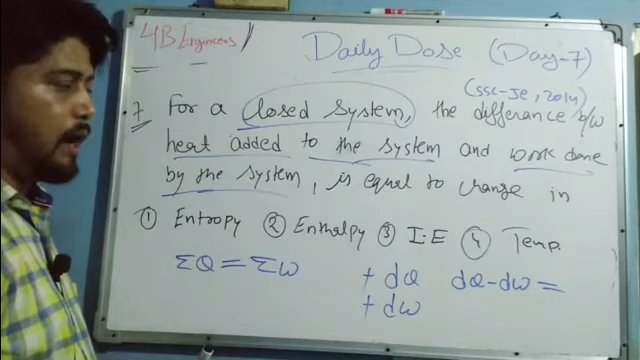 4B Engineers
Daily Dose (Day-7)
(SSC-Je, 2014)
7 For a closed system, the differance b/w
heat added to the system and work done
by the system, is equal to change in
① Entropy ② Enthalpy ③ I.E ④ Temp.
ΣQ = ΣW
+ dQ dQ-dW =
+ dW